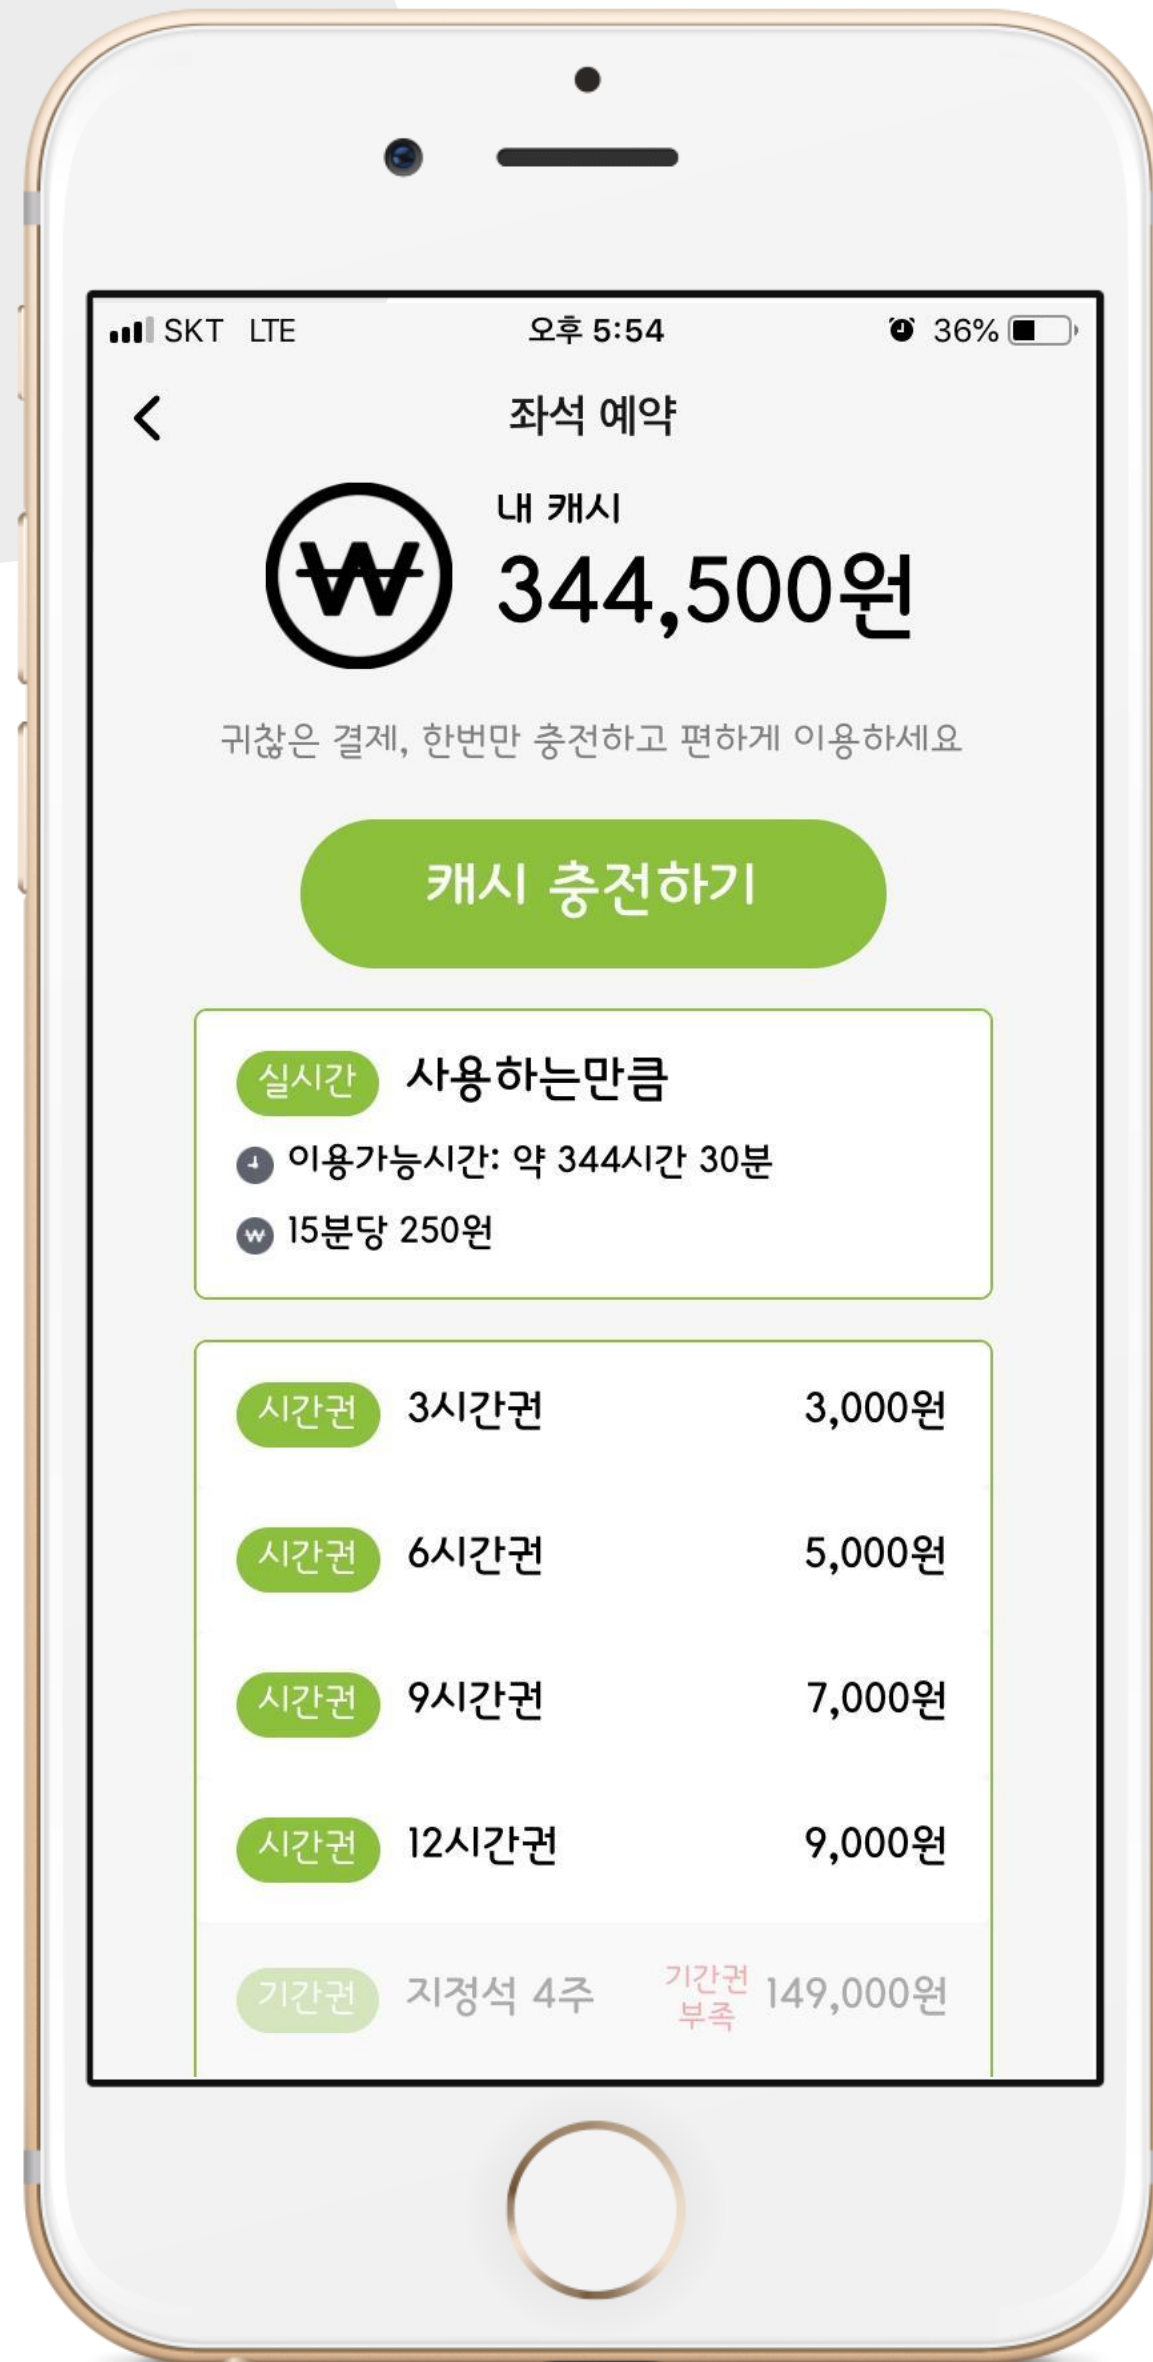 SKT LTE 오후 5:54 36%
좌석 예약
내 캐시
344,500원
귀찮은 결제, 한번만 충전하고 편하게 이용하세요
캐시 충전하기
실시간 사용하는만큼
이용가능시간: 약 344시간 30분
15분당 250원
시간권 3시간권 3,000원
시간권 6시간권 5,000원
시간권 9시간권 7,000원
시간권 12시간권 9,000원
기간권 지정석 4주 기간권 부족 149,000원